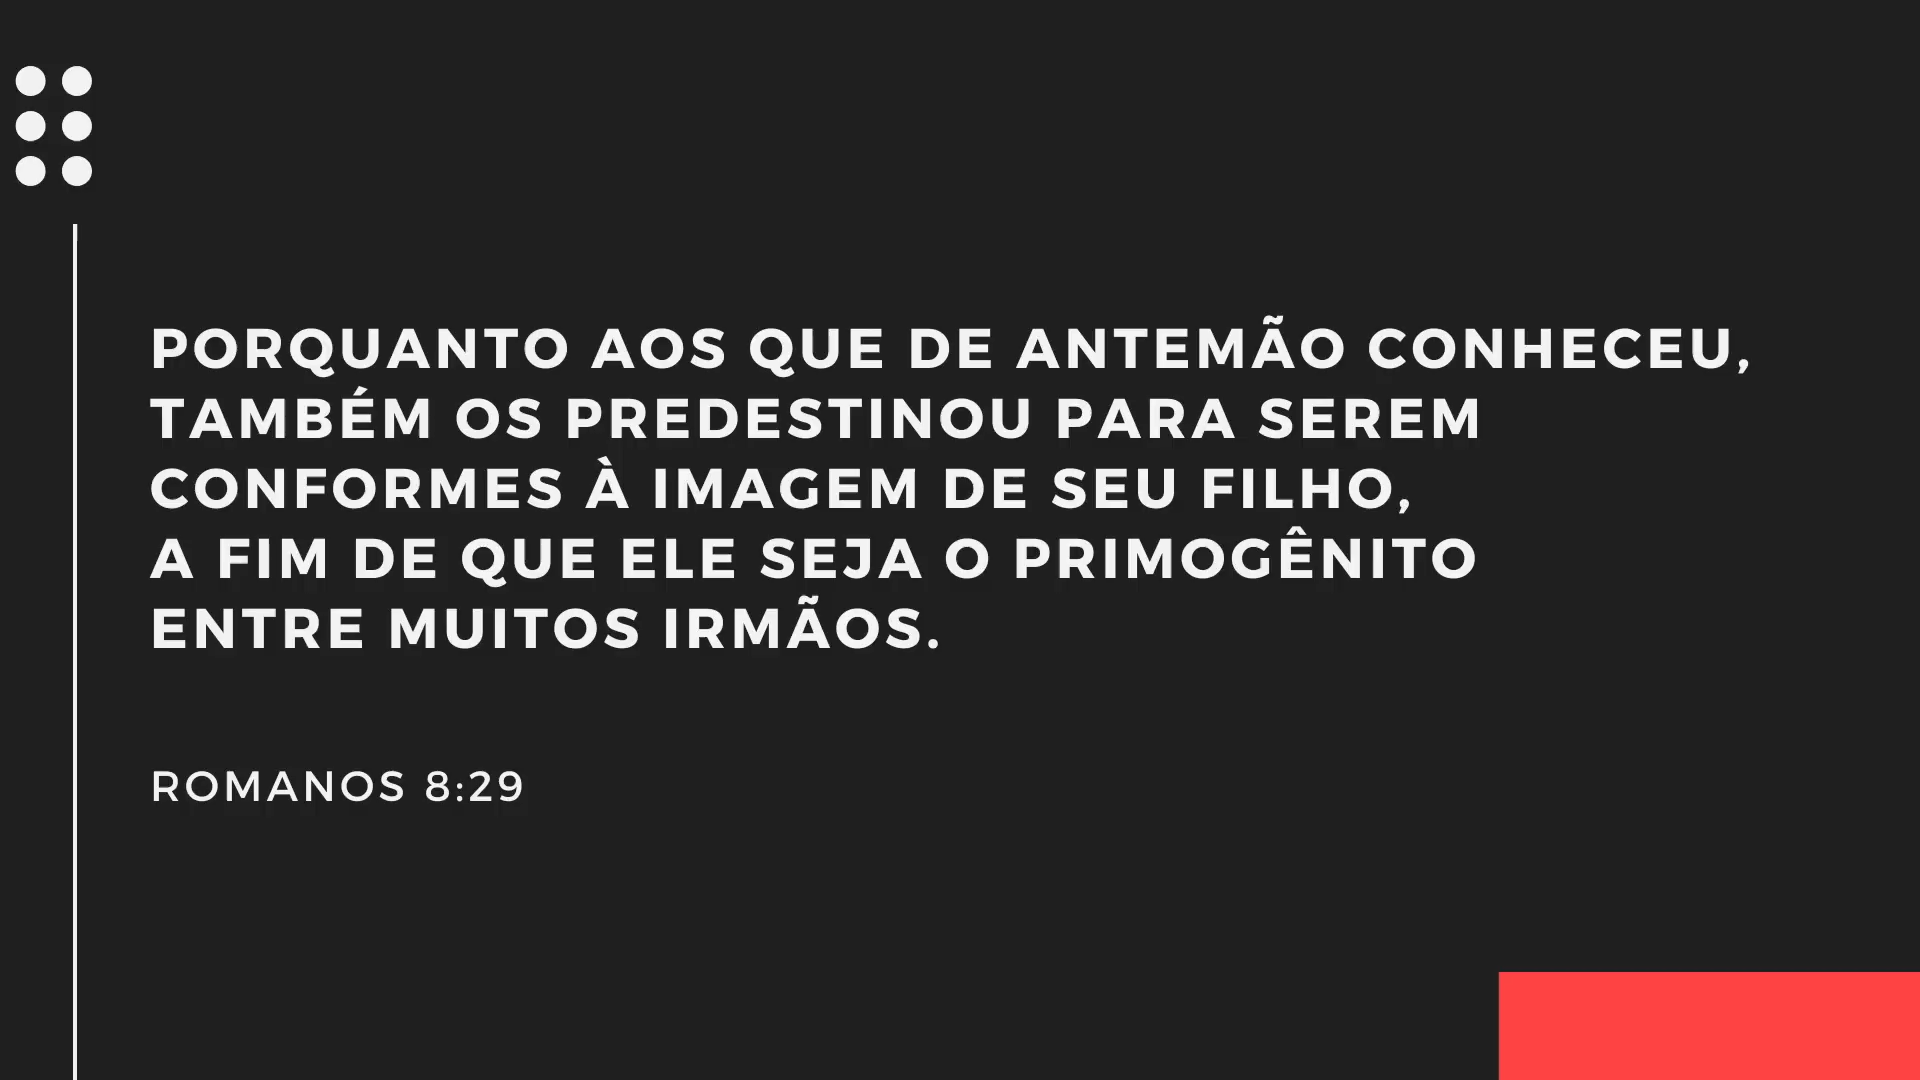 PORQUANTO AOS QUE DE ANTEMÃO CONHECEU,
TAMBÉM OS PREDESTINOU PARA SEREM
CONFORMES À IMAGEM DE SEU FILHO,
A FIM DE QUE ELE SEJA O PRIMOGÊNITO
ENTRE MUITOS IRMÃOS.
ROMANOS 8:29